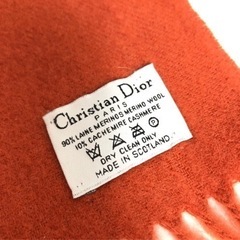 Christian Dior
PARIS
90% LAINE MERINOS MERINO WOOL
10% CACHEMIRE CASHMERE
DRY CLEAN ONLY
MADE IN SCOTLAND